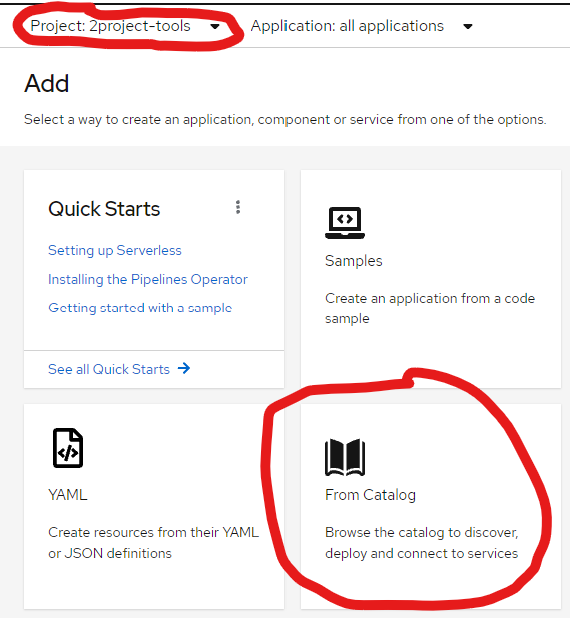 Project: 2project-tools
Application: all applications
Add
Select a way to create an application, component or service from one of the options.
Quick Starts
Setting up Serverless
Installing the Pipelines Operator
Getting started with a sample
See all Quick Starts
Samples
Create an application from a code
sample
YAML
Create resources from their YAML
or JSON definitions
From Catalog
Browse the catalog to discover,
deploy and connect to services